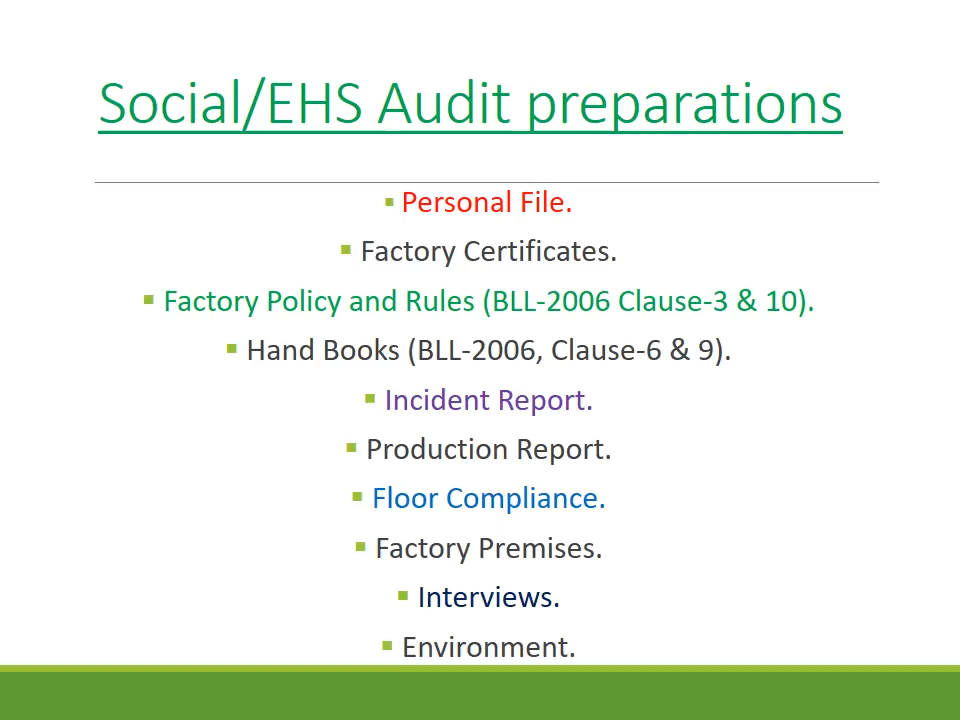 Social/EHS Audit preparations
▪ Personal File.
▪ Factory Certificates.
▪ Factory Policy and Rules (BLL-2006 Clause-3 & 10).
▪ Hand Books (BLL-2006, Clause-6 & 9).
▪ Incident Report.
▪ Production Report.
▪ Floor Compliance.
▪ Factory Premises.
▪ Interviews.
▪ Environment.